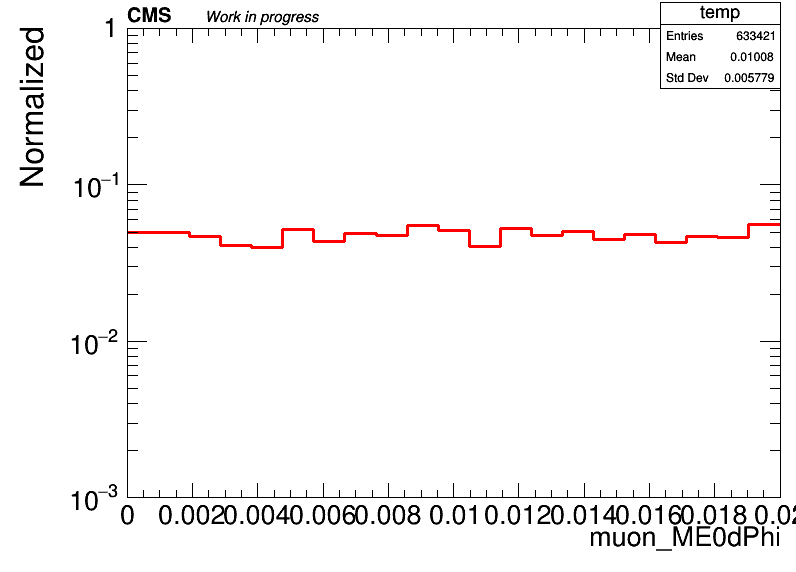 CMS Work in progress
temp
Entries 633421
Mean 0.01008
Std Dev 0.005779
Normalized
1
10−1
10−2
10−3
0 0.002 0.004 0.006 0.008 0.01 0.012 0.014 0.016 0.018 0.02
muon_ME0dPhi